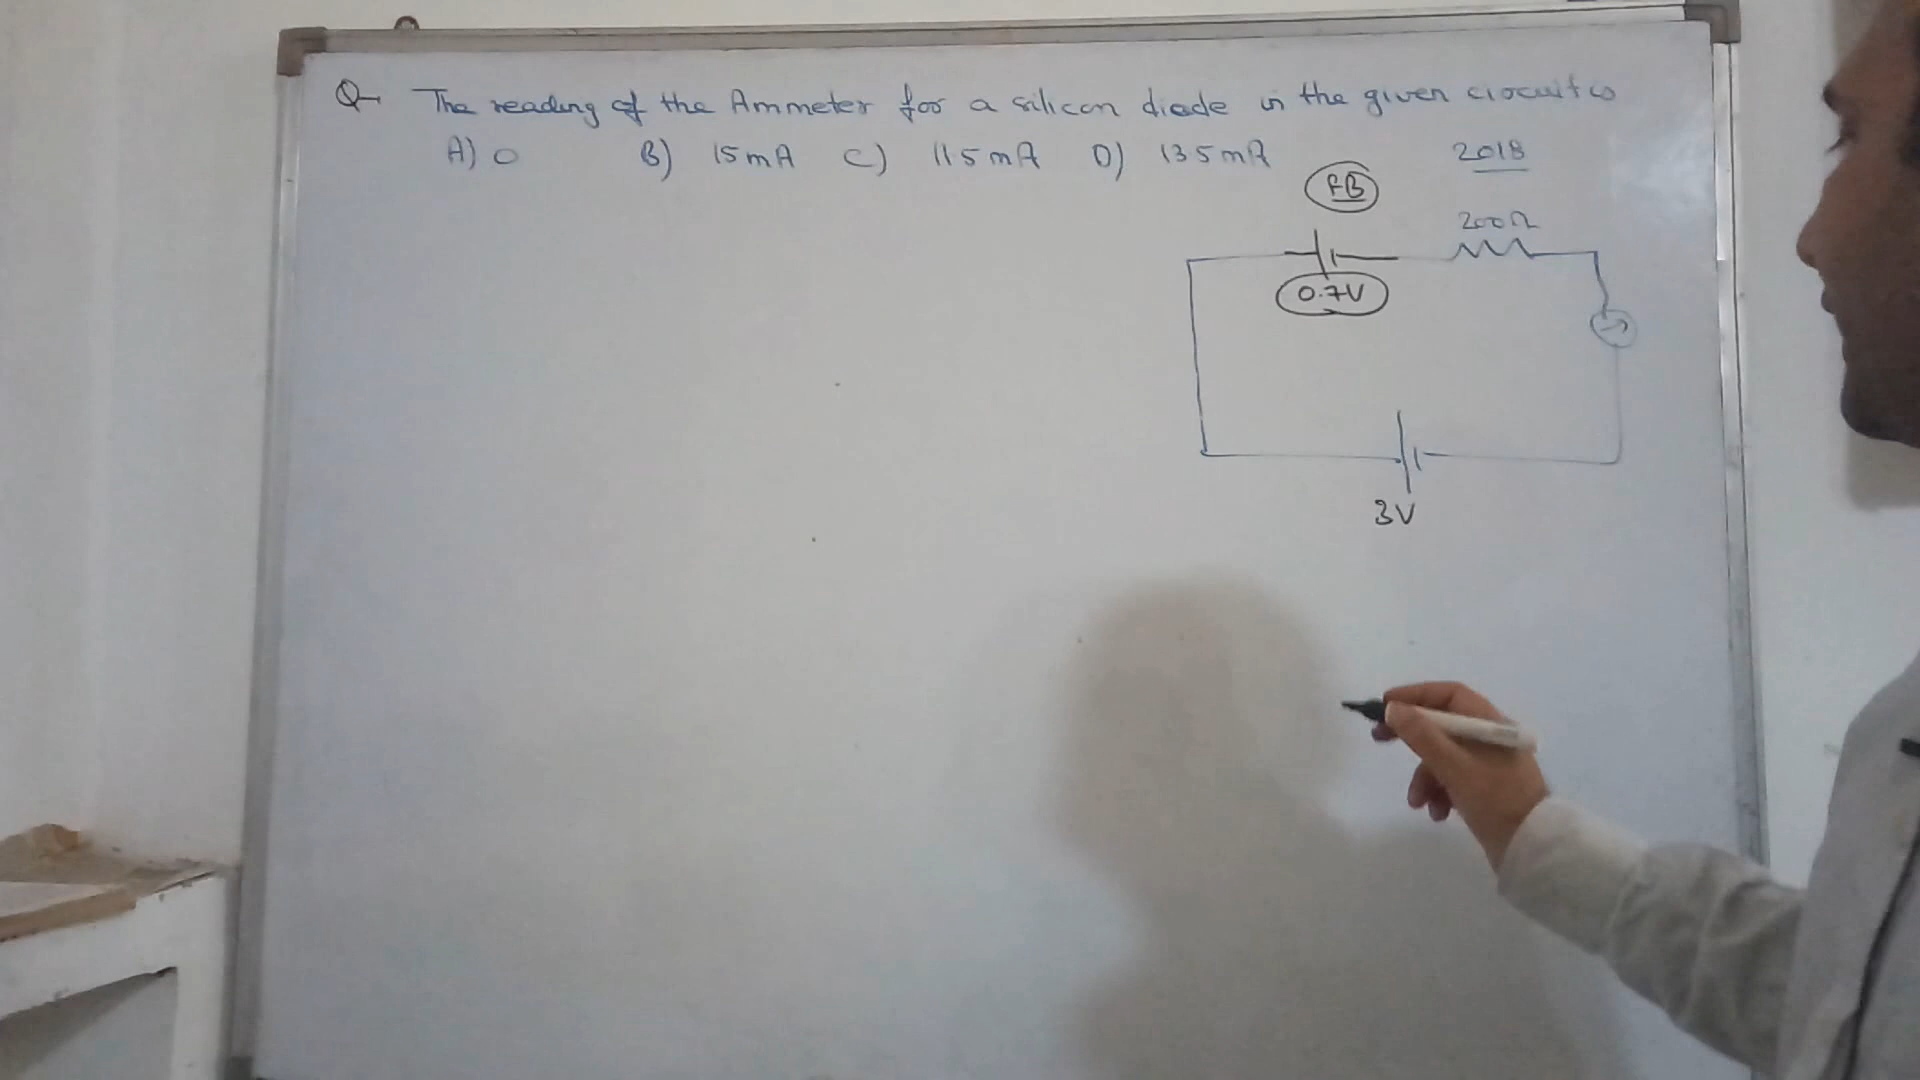 Q- The reading of the Ammeter for a silicon diode in the given circuit is
A) 0 B) 15mA C) 115mA D) 135mA 2018
FB
200Ω
0.7V
3V